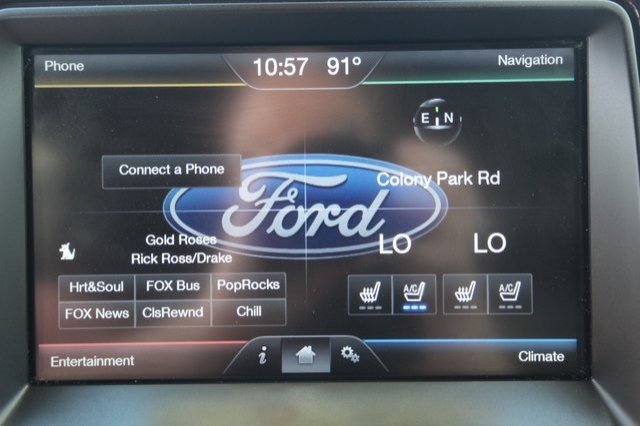 Phone
10:57 91°
Navigation
E N
Connect a Phone
Ford
Colony Park Rd
Gold Roses
Rick Ross/Drake
LO LO
Hrt&Soul FOX Bus PopRocks
FOX News ClsRewnd Chill
A/C A/C
Entertainment
i
Climate